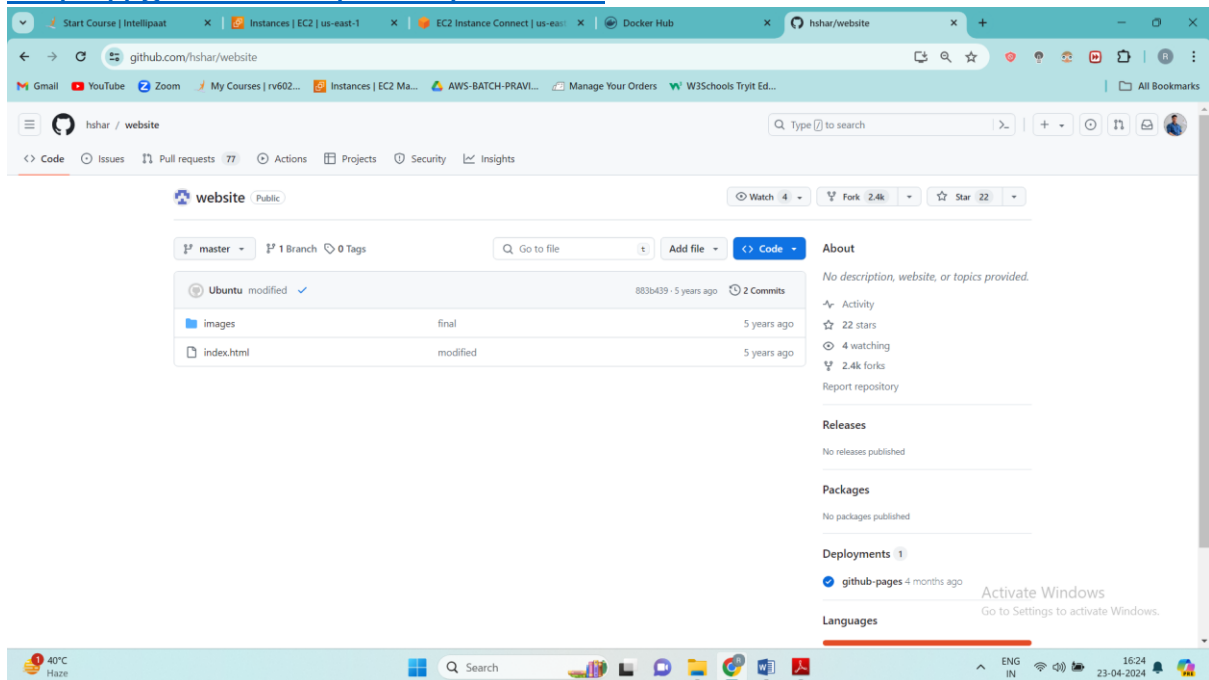 Start Course | Intellipaat
Instances | EC2 | us-east-1
EC2 Instance Connect | us-east
Docker Hub
hshar/website
github.com/hshar/website
Gmail YouTube Zoom My Courses | rv602... Instances | EC2 Ma... AWS-BATCH-PRAVI... Manage Your Orders W3Schools Tryit Ed... All Bookmarks
hshar / website
Type / to search
Code Issues Pull requests 77 Actions Projects Security Insights
website Public
Watch 4 Fork 2.4k Star 22
master 1 Branch 0 Tags
Go to file t Add file Code
Ubuntu modified 883b439 · 5 years ago 2 Commits
images final 5 years ago
index.html modified 5 years ago
About
No description, website, or topics provided.
Activity
22 stars
4 watching
2.4k forks
Report repository
Releases
No releases published
Packages
No packages published
Deployments 1
github-pages 4 months ago
Languages
Activate Windows
Go to Settings to activate Windows.
1
40°C
Haze
Search
ENG
IN
16:24
23-04-2024